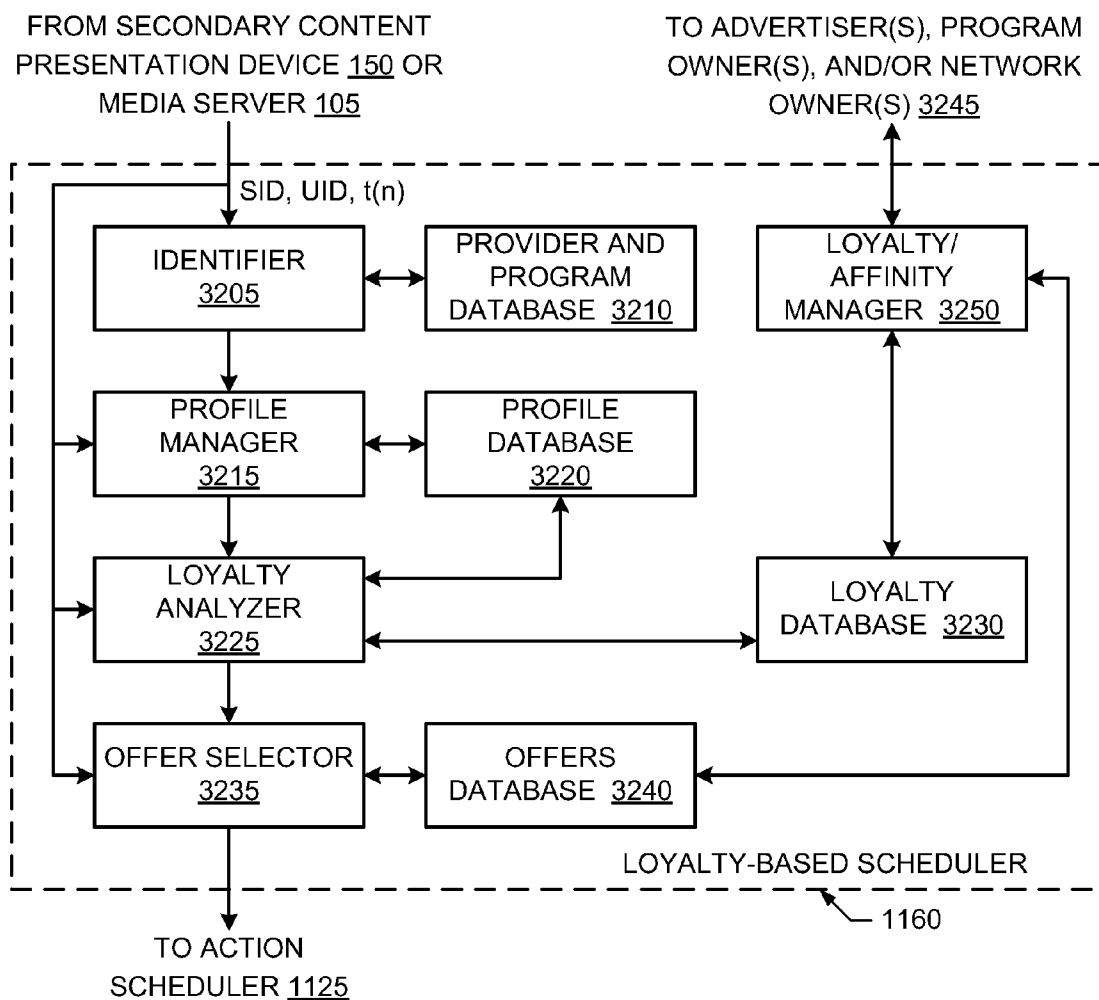 FROM SECONDARY CONTENT
PRESENTATION DEVICE 150 OR
MEDIA SERVER 105
TO ADVERTISER(S), PROGRAM
OWNER(S), AND/OR NETWORK
OWNER(S) 3245
SID, UID, t(n)
IDENTIFIER
3205
PROVIDER AND
PROGRAM
DATABASE 3210
LOYALTY/
AFFINITY
MANAGER 3250
PROFILE
MANAGER
3215
PROFILE
DATABASE
3220
LOYALTY
ANALYZER
3225
LOYALTY
DATABASE 3230
OFFER SELECTOR
3235
OFFERS
DATABASE 3240
LOYALTY-BASED SCHEDULER
1160
TO ACTION
SCHEDULER 1125